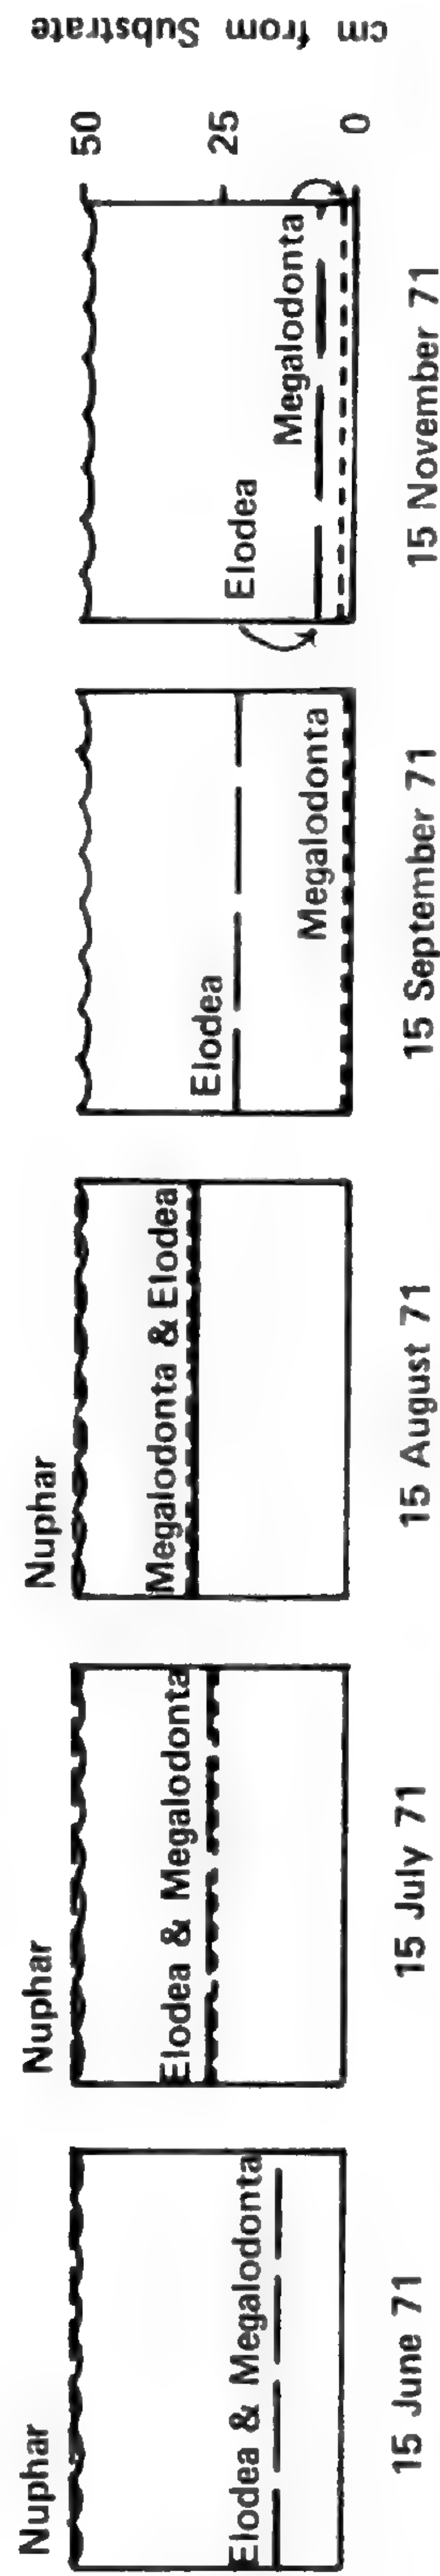 Nuphar
Elodea & Megalodonta
15 June 71
Nuphar
Elodea & Megalodonta
15 July 71
Nuphar
Megalodonta & Elodea
15 August 71
Elodea
Megalodonta
15 September 71
Elodea
Megalodonta
15 November 71
50
25
0
cm from Substrate